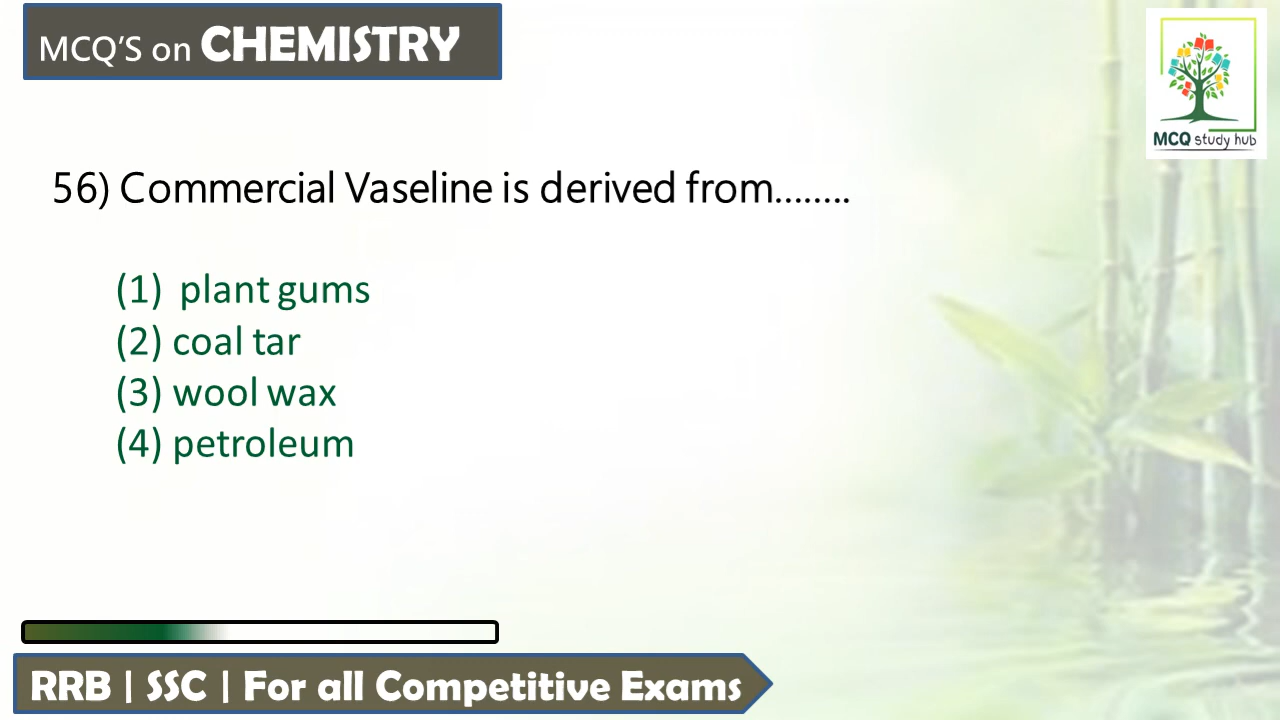 MCQ'S on CHEMISTRY
MCQ study hub
56) Commercial Vaseline is derived from........
(1) plant gums
(2) coal tar
(3) wool wax
(4) petroleum
RRB | SSC | For all Competitive Exams